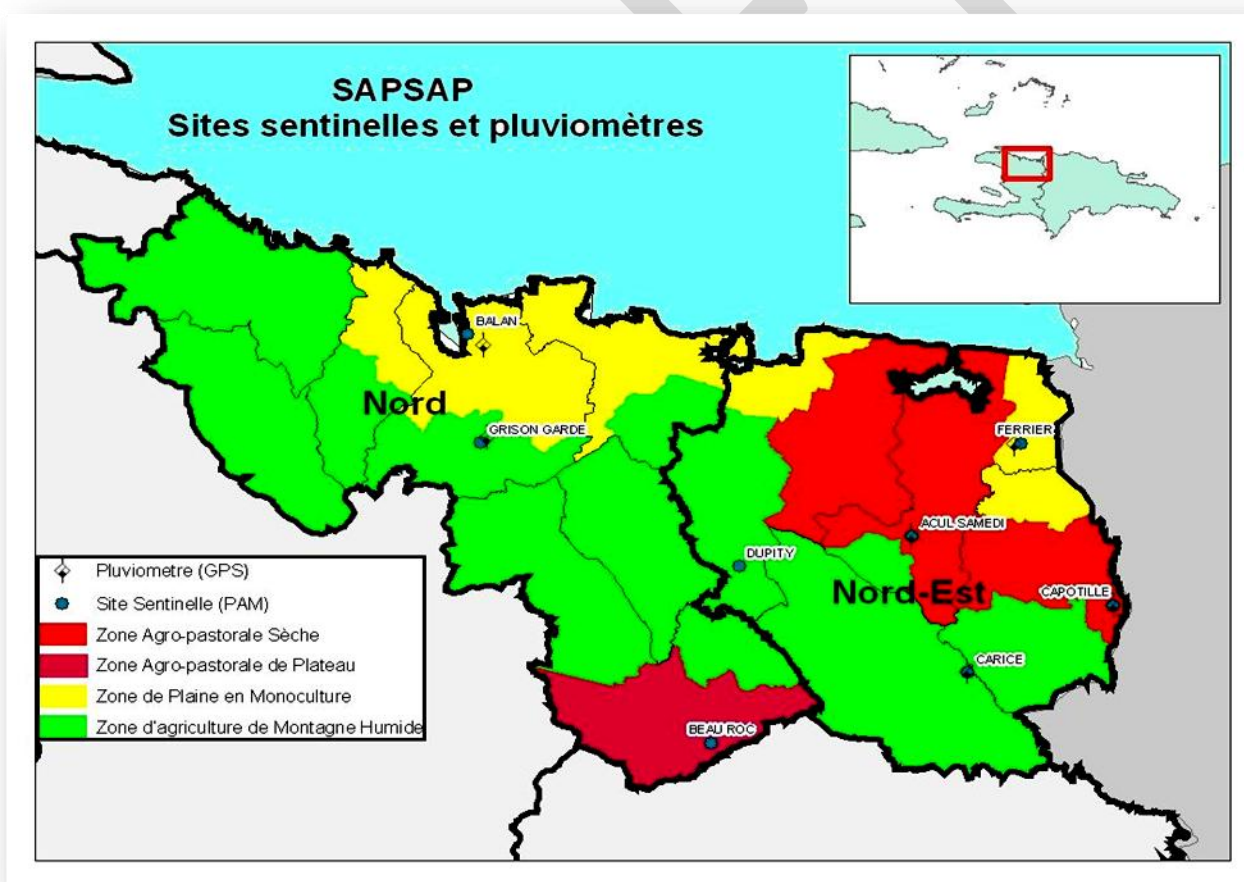 SAPSAP
Sites sentinelles et pluviomètres
BALAN
Nord
GRISON GARDE
FERRIER
ACUL SAMEDI
DUPITY
Nord-Est
CAPOTILLE
CARICE
BEAU ROC
Pluviometre (GPS)
Site Sentinelle (PAM)
Zone Agro-pastorale Sèche
Zone Agro-pastorale de Plateau
Zone de Plaine en Monoculture
Zone d'agriculture de Montagne Humide